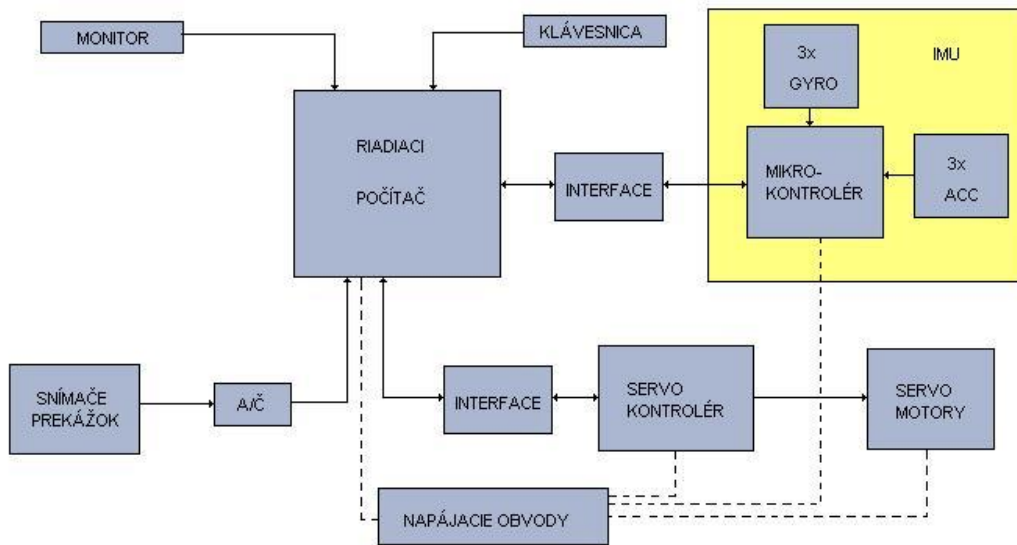 MONITOR
KLÁVESNICA
IMU
3x
GYRO
RIADIACI
POČÍTAČ
INTERFACE
MIKRO-
KONTROLÉR
3x
ACC
SNÍMAČE
PREKÁŽOK
A/Č
INTERFACE
SERVO
KONTROLÉR
SERVO
MOTORY
NAPÁJACIE OBVODY